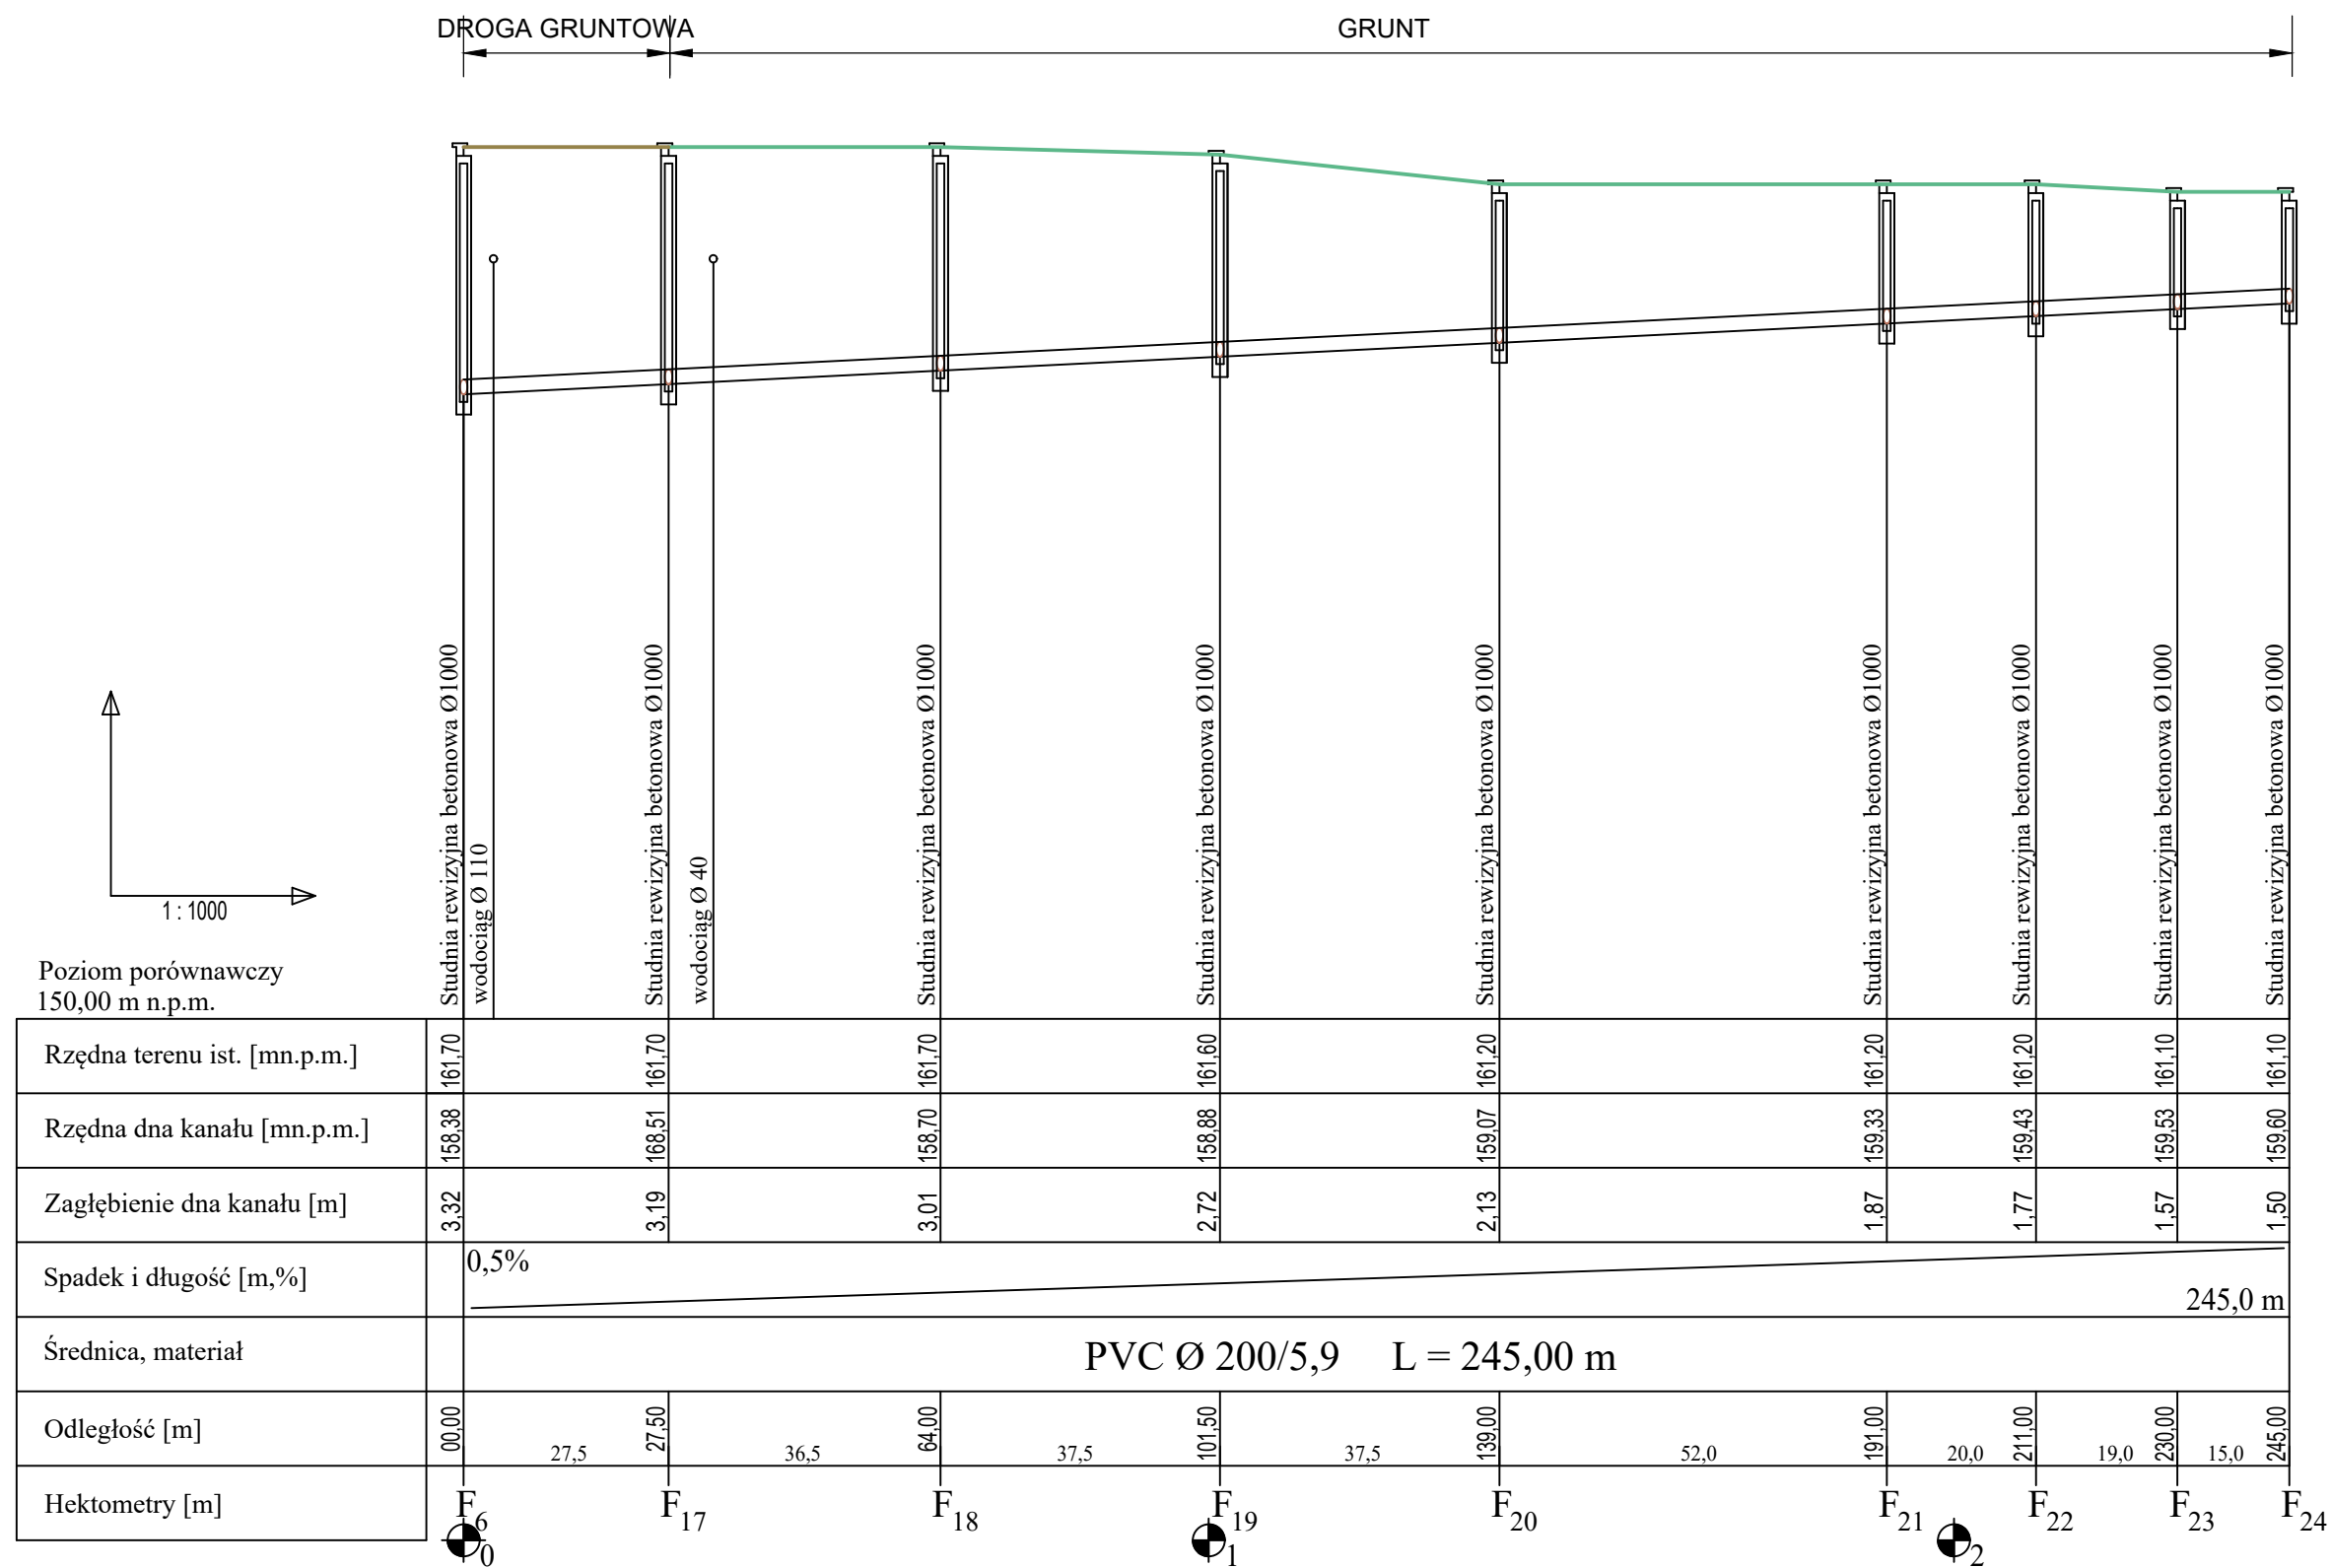 DROGA GRUNTOWA
GRUNT
Studnia rewizyjna betonowa Ø1000
wodociąg Ø 110
Studnia rewizyjna betonowa Ø1000
wodociąg Ø 40
Studnia rewizyjna betonowa Ø1000
Studnia rewizyjna betonowa Ø1000
Studnia rewizyjna betonowa Ø1000
Studnia rewizyjna betonowa Ø1000
Studnia rewizyjna betonowa Ø1000
Studnia rewizyjna betonowa Ø1000
Studnia rewizyjna betonowa Ø1000
1 : 1000
Poziom porównawczy
150,00 m n.p.m.
Rzędna terenu ist. [mn.p.m.] 161,70 161,70 161,70 161,60 161,20 161,20 161,20 161,10 161,10
Rzędna dna kanału [mn.p.m.] 158,38 168,51 158,70 158,88 159,07 159,33 159,43 159,53 159,60
Zagłębienie dna kanału [m] 3,32 3,19 3,01 2,72 2,13 1,87 1,77 1,57 1,50
Spadek i długość [m,%] 0,5% 245,0 m
Średnica, materiał PVC Ø 200/5,9 L = 245,00 m
Odległość [m] 00,00 27,5 27,50 36,5 64,00 37,5 101,50 37,5 139,00 52,0 191,00 20,0 211,00 19,0 230,00 15,0 245,00
Hektometry [m] F6 F17 F18 F19 F20 F21 F22 F23 F24
0 1 2